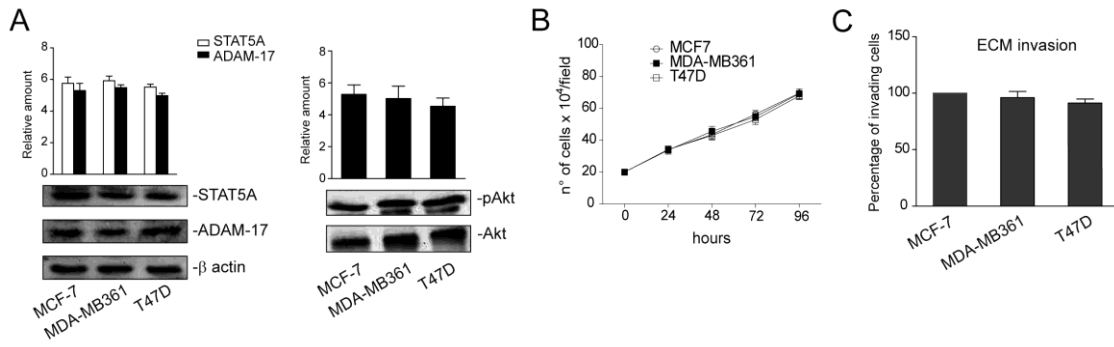 A
STAT5A
ADAM-17
8
6
4
2
0
Relative amount
-STAT5A
-ADAM-17
-β actin
MCF-7
MDA-MB361
T47D
8
6
4
2
0
Relative amount
-pAkt
-Akt
MCF-7
MDA-MB361
T47D
B
MCF7
MDA-MB361
T47D
100
80
60
40
20
0
n° of cells x 10⁴/field
0 24 48 72 96
hours
C
ECM invasion
150
100
50
0
Percentage of invading cells
MCF-7
MDA-MB361
T47D